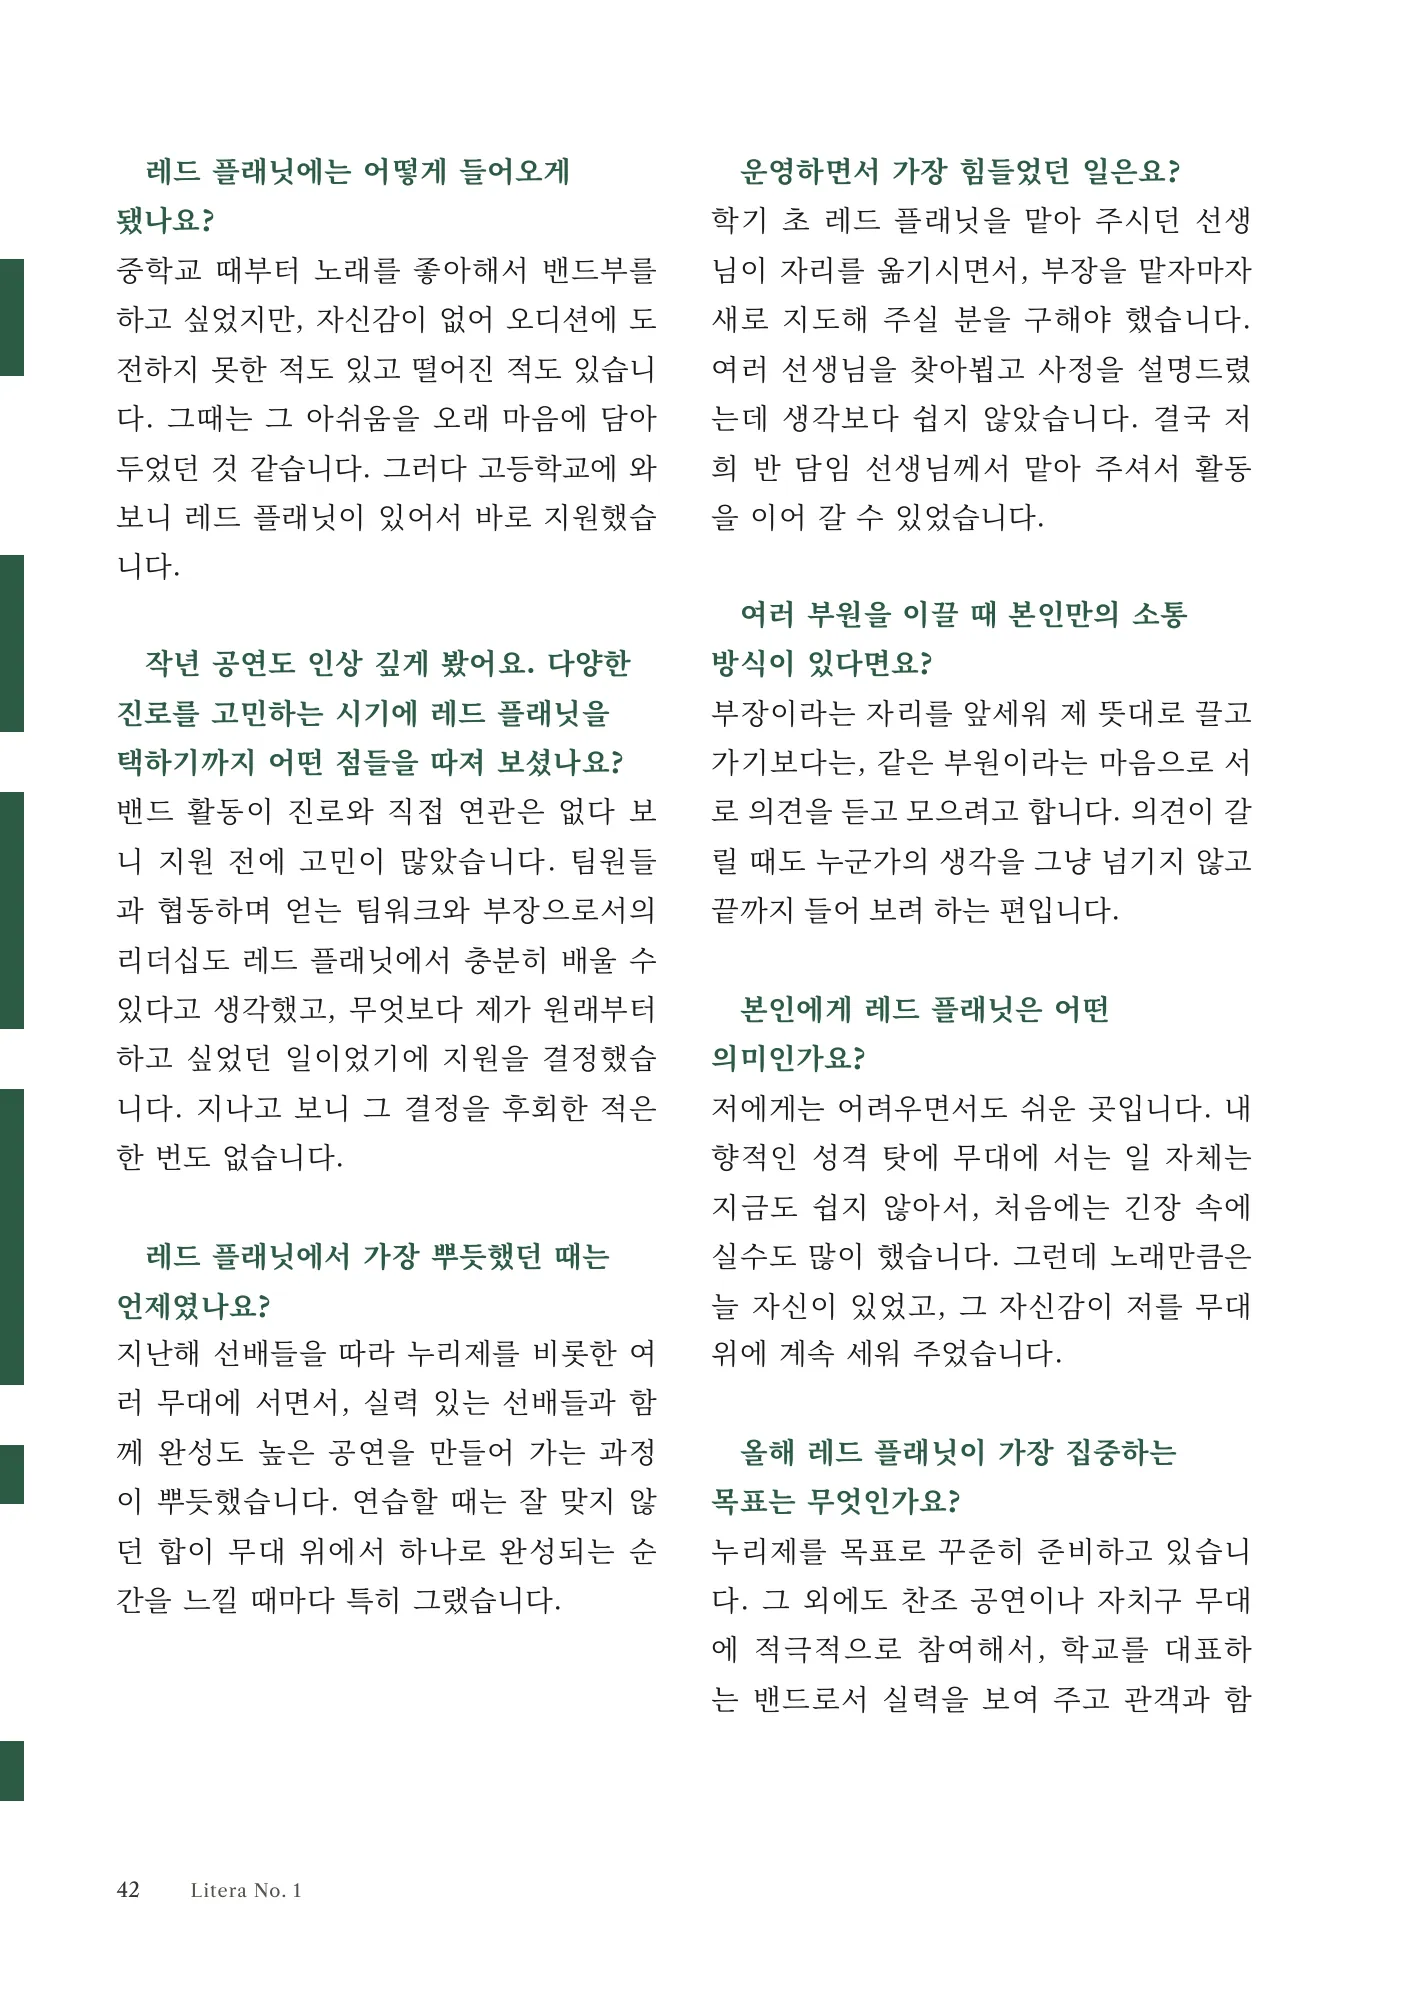 레드 플래닛에는 어떻게 들어오게
됐나요?
중학교 때부터 노래를 좋아해서 밴드부를
하고 싶었지만, 자신감이 없어 오디션에 도
전하지 못한 적도 있고 떨어진 적도 있습니
다. 그때는 그 아쉬움을 오래 마음에 담아
두었던 것 같습니다. 그러다 고등학교에 와
보니 레드 플래닛이 있어서 바로 지원했습
니다.
작년 공연도 인상 깊게 봤어요. 다양한
진로를 고민하는 시기에 레드 플래닛을
택하기까지 어떤 점들을 따져 보셨나요?
밴드 활동이 진로와 직접 연관은 없다 보
니 지원 전에 고민이 많았습니다. 팀원들
과 협동하며 얻는 팀워크와 부장으로서의
리더십도 레드 플래닛에서 충분히 배울 수
있다고 생각했고, 무엇보다 제가 원래부터
하고 싶었던 일이었기에 지원을 결정했습
니다. 지나고 보니 그 결정을 후회한 적은
한 번도 없습니다.
레드 플래닛에서 가장 뿌듯했던 때는
언제였나요?
지난해 선배들을 따라 누리제를 비롯한 여
러 무대에 서면서, 실력 있는 선배들과 함
께 완성도 높은 공연을 만들어 가는 과정
이 뿌듯했습니다. 연습할 때는 잘 맞지 않
던 합이 무대 위에서 하나로 완성되는 순
간을 느낄 때마다 특히 그랬습니다.
운영하면서 가장 힘들었던 일은요?
학기 초 레드 플래닛을 맡아 주시던 선생
님이 자리를 옮기시면서, 부장을 맡자마자
새로 지도해 주실 분을 구해야 했습니다.
여러 선생님을 찾아뵙고 사정을 설명드렸
는데 생각보다 쉽지 않았습니다. 결국 저
희 반 담임 선생님께서 맡아 주셔서 활동
을 이어 갈 수 있었습니다.
여러 부원을 이끌 때 본인만의 소통
방식이 있다면요?
부장이라는 자리를 앞세워 제 뜻대로 끌고
가기보다는, 같은 부원이라는 마음으로 서
로 의견을 듣고 모으려고 합니다. 의견이 갈
릴 때도 누군가의 생각을 그냥 넘기지 않고
끝까지 들어 보려 하는 편입니다.
본인에게 레드 플래닛은 어떤
의미인가요?
저에게는 어려우면서도 쉬운 곳입니다. 내
향적인 성격 탓에 무대에 서는 일 자체는
지금도 쉽지 않아서, 처음에는 긴장 속에
실수도 많이 했습니다. 그런데 노래만큼은
늘 자신이 있었고, 그 자신감이 저를 무대
위에 계속 세워 주었습니다.
올해 레드 플래닛이 가장 집중하는
목표는 무엇인가요?
누리제를 목표로 꾸준히 준비하고 있습니
다. 그 외에도 찬조 공연이나 자치구 무대
에 적극적으로 참여해서, 학교를 대표하
는 밴드로서 실력을 보여 주고 관객과 함
42 Litera No. 1